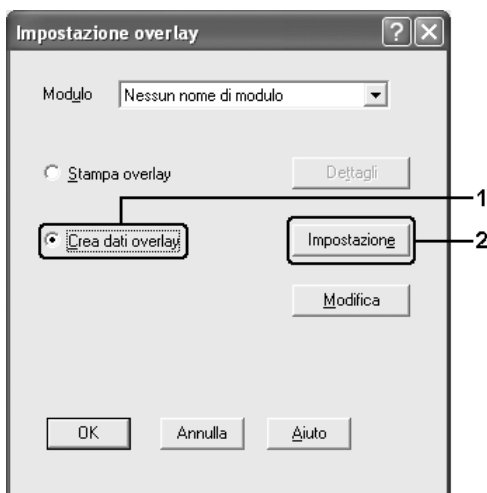 Impostazione overlay
Modulo Nessun nome di modulo
Stampa overlay Dettagli
1
Crea dati overlay Impostazione
2
Modifica
OK Annulla Aiuto